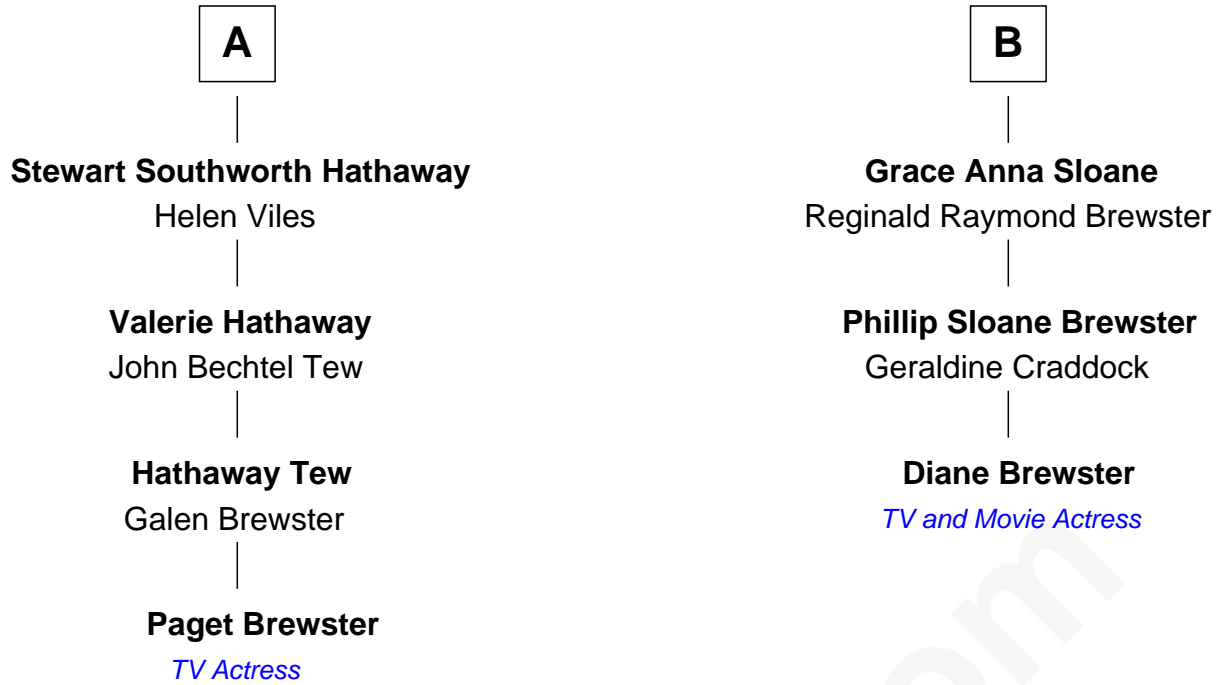 A
Stewart Southworth Hathaway
Helen Viles
Valerie Hathaway
John Bechtel Tew
Hathaway Tew
Galen Brewster
Paget Brewster
TV Actress
B
Grace Anna Sloane
Reginald Raymond Brewster
Phillip Sloane Brewster
Geraldine Craddock
Diane Brewster
TV and Movie Actress
om